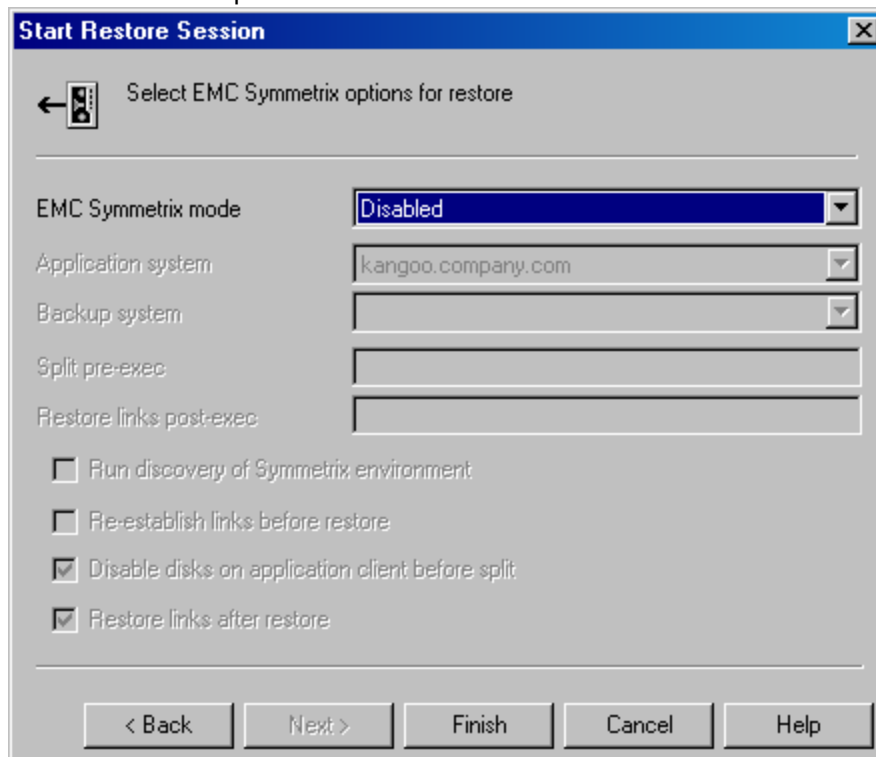 Start Restore Session
Select EMC Symmetrix options for restore
EMC Symmetrix mode Disabled
Application system kangoo.company.com
Backup system
Split pre-exec
Restore links post-exec
Run discovery of Symmetrix environment
Re-establish links before restore
Disable disks on application client before split
Restore links after restore
< Back Next > Finish Cancel Help